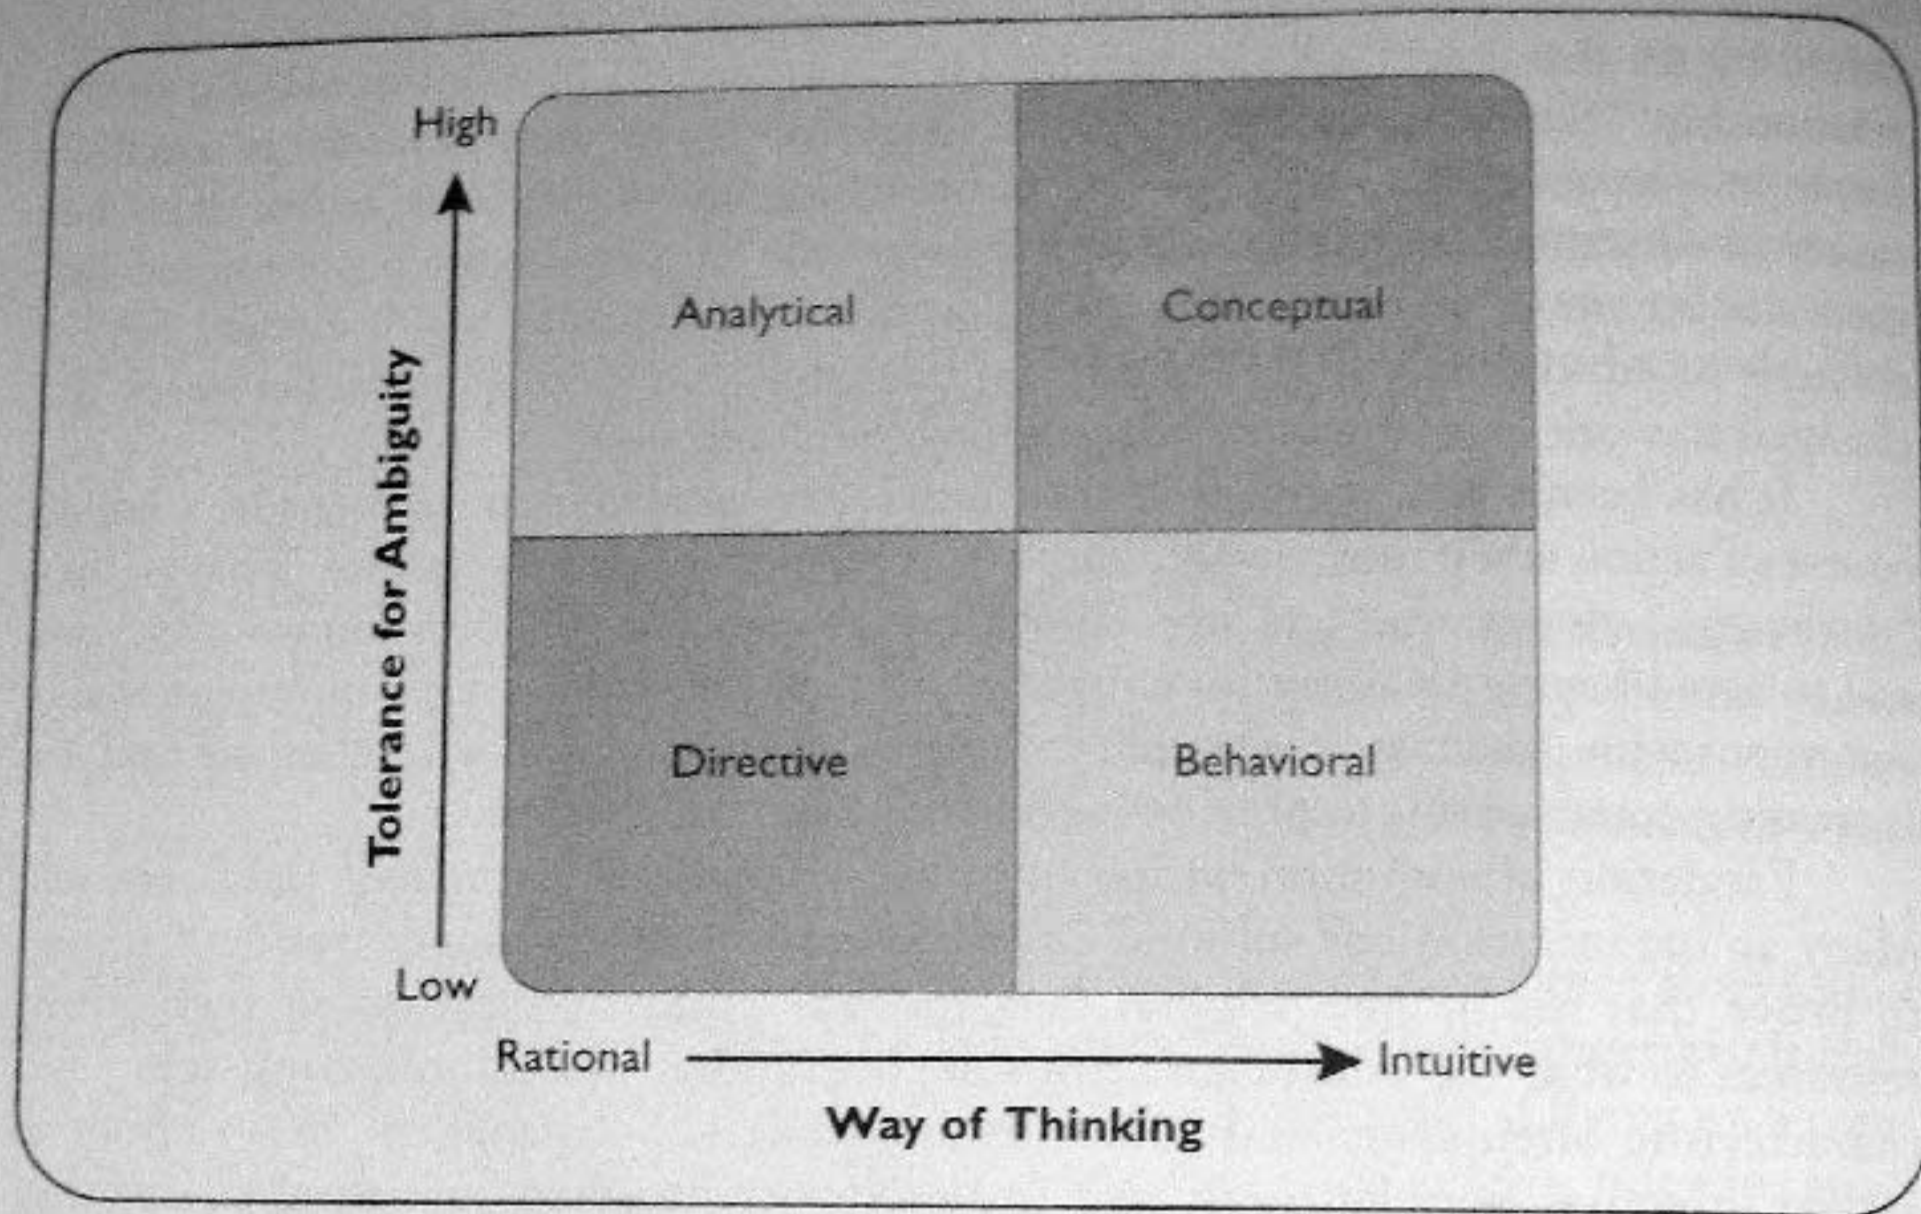 High
Analytical
Conceptual
Tolerance for Ambiguity
Directive
Behavioral
Low
Rational
Intuitive
Way of Thinking